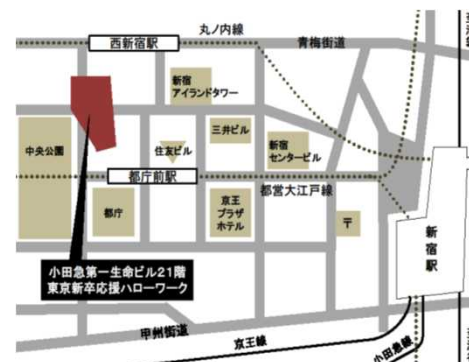 丸ノ内線
西新宿駅
青梅街道
新宿
アイランドタワー
三井ビル
中央公園
住友ビル
新宿
センタービル
都庁前駅
都営大江戸線
都庁
京王
プラザ
ホテル
〒
新宿駅
小田急第一生命ビル21階
東京新卒応援ハローワーク
甲州街道
京王線
小田急線